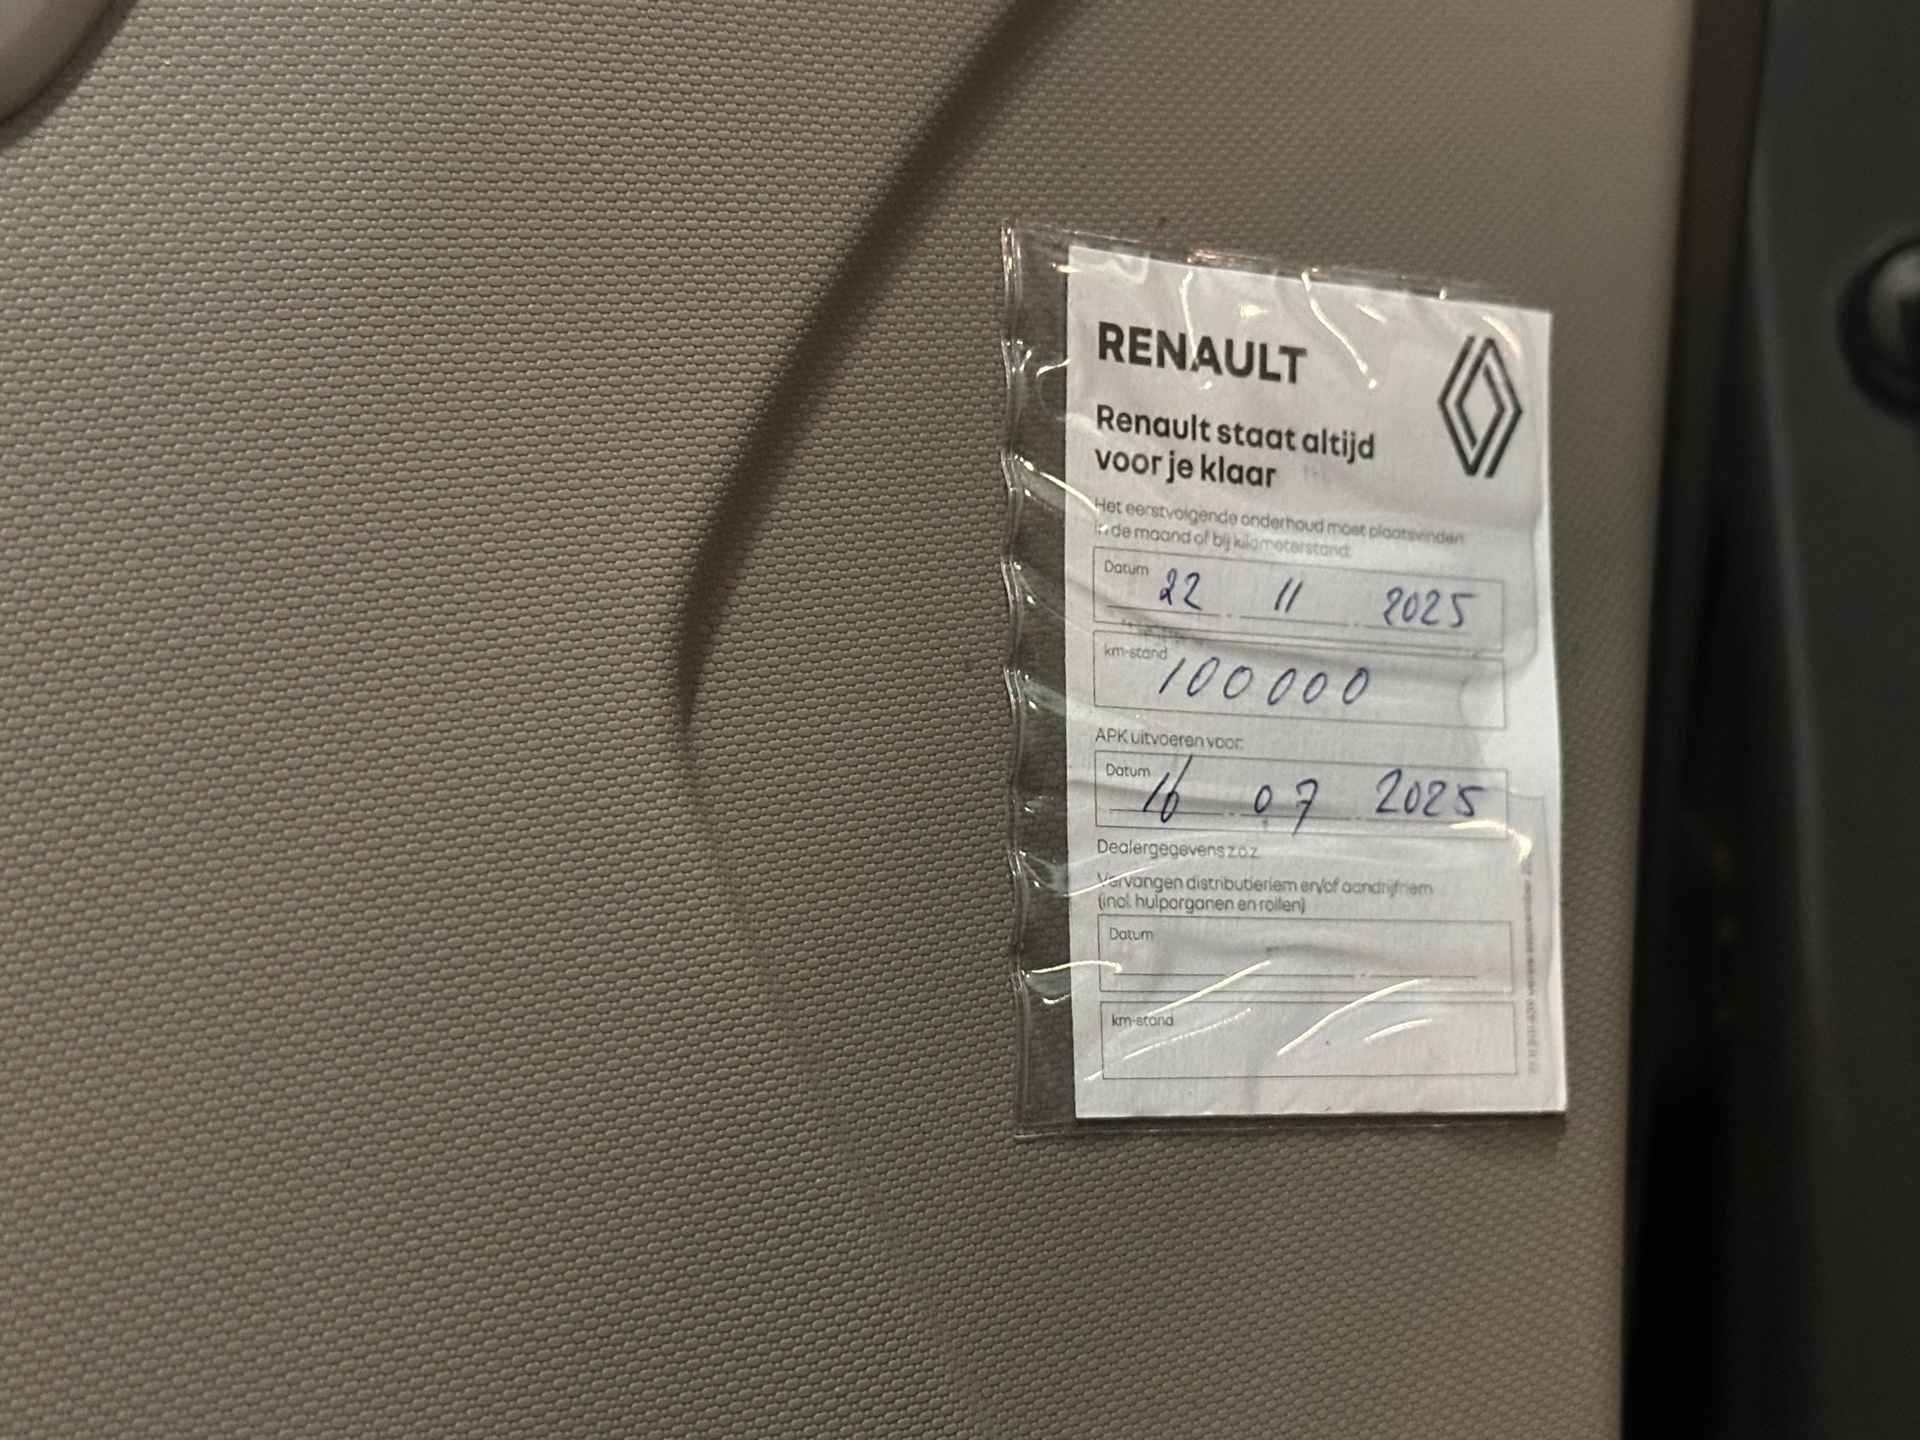 RENAULT
Renault staat altijd
voor je klaar
Het eerstvolgende onderhoud moet plaatsvinden
in de maand of bij kilometerstand:
Datum 22 11 2025
km-stand 100000
APK uitvoeren voor:
Datum 16 07 2025
Dealergegevens z.o.z.
Vervangen distributieriem en/of aandrijfriem
(incl. hulporganen en rollen)
Datum
km-stand